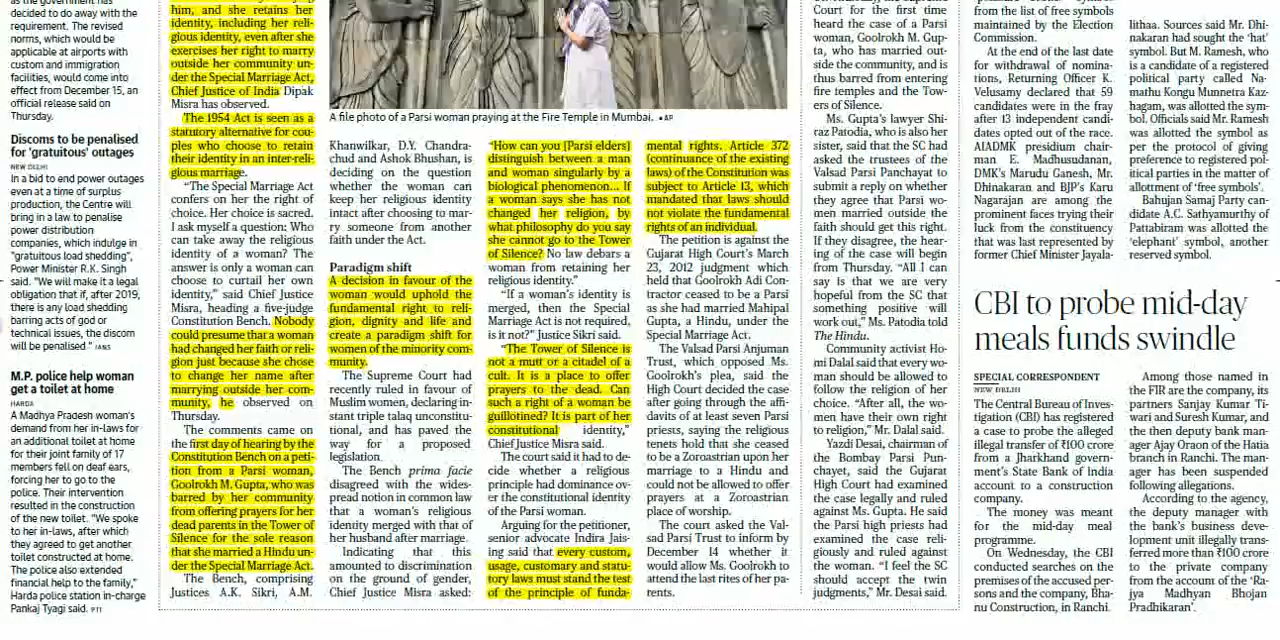 as the government has
decided to do away with the
requirement. The revised
norms, which would be
applicable at airports with
custom and immigration
facilities, would come into
effect from December 15, an
official release said on
Thursday.
Discoms to be penalised
for 'gratuitous' outages
NEW DELHI
In a bid to end power outages
even at a time of surplus
production, the Centre will
bring in a law to penalise
power distribution
companies, which indulge in
"gratuitous load shedding",
Power Minister R.K. Singh
said. "We will make it a legal
obligation that if, after 2019,
there is any load shedding
barring acts of god or
technical issues, the discom
will be penalised." IANS
M.P. police help woman
get a toilet at home
HARDA
A Madhya Pradesh woman's
demand from her in-laws for
an additional toilet at home
for their joint family of 17
members fell on deaf ears,
forcing her to go to the
police. Their intervention
resulted in the construction
of the new toilet. "We spoke
to her in-laws, after which
they agreed to get another
toilet constructed at home.
The police also extended
financial help to the family,"
Harda police station in-charge
Pankaj Tyagi said. PTI
him, and she retains her
identity, including her reli-
gious identity, even after she
exercises her right to marry
outside her community un-
der the Special Marriage Act,
Chief Justice of India Dipak
Misra has observed.
The 1954 Act is seen as a
statutory alternative for cou-
ples who choose to retain
their identity in an inter-reli-
gious marriage.
"The Special Marriage Act
confers on her the right of
choice. Her choice is sacred.
I ask myself a question: Who
can take away the religious
identity of a woman? The
answer is only a woman can
choose to curtail her own
identity," said Chief Justice
Misra, heading a five-judge
Constitution Bench. Nobody
could presume that a woman
had changed her faith or reli-
gion just because she chose
to change her name after
marrying outside her com-
munity, he observed on
Thursday.
The comments came on
the first day of hearing by the
Constitution Bench on a peti-
tion from a Parsi woman,
Goolrokh M. Gupta, who was
barred by her community
from offering prayers for her
dead parents in the Tower of
Silence for the sole reason
that she married a Hindu un-
der the Special Marriage Act.
The Bench, comprising
Justices A.K. Sikri, A.M.
A file photo of a Parsi woman praying at the Fire Temple in Mumbai. •AP
Khanwilkar, D.Y. Chandra-
chud and Ashok Bhushan, is
deciding on the question
whether the woman can
keep her religious identity
intact after choosing to mar-
ry someone from another
faith under the Act.
Paradigm shift
A decision in favour of the
woman would uphold the
fundamental right to reli-
gion, dignity and life and
create a paradigm shift for
women of the minority com-
munity.
The Supreme Court had
recently ruled in favour of
Muslim women, declaring in-
stant triple talaq unconstitu-
tional, and has paved the
way for a proposed
legislation.
The Bench prima facie
disagreed with the wides-
pread notion in common law
that a woman's religious
identity merged with that of
her husband after marriage.
Indicating that this
amounted to discrimination
on the ground of gender,
Chief Justice Misra asked:
"How can you [Parsi elders]
distinguish between a man
and woman singularly by a
biological phenomenon... If
a woman says she has not
changed her religion, by
what philosophy do you say
she cannot go to the Tower
of Silence? No law debars a
woman from retaining her
religious identity."
"If a woman's identity is
merged, then the Special
Marriage Act is not required,
is it not?" Justice Sikri said.
"The Tower of Silence is
not a mutt or a citadel of a
cult. It is a place to offer
prayers to the dead. Can
such a right of a woman be
guillotined? It is part of her
constitutional identity,"
Chief Justice Misra said.
The court said it had to de-
cide whether a religious
principle had dominance ov-
er the constitutional identity
of the Parsi woman.
Arguing for the petitioner,
senior advocate Indira Jais-
ing said that every custom,
usage, customary and statu-
tory laws must stand the test
of the principle of funda-
mental rights. Article 372
(continuance of the existing
laws) of the Constitution was
subject to Article 13, which
mandated that laws should
not violate the fundamental
rights of an individual.
The petition is against the
Gujarat High Court's March
23, 2012 judgment which
held that Goolrokh Adi Con-
tractor ceased to be a Parsi
as she had married Mahipal
Gupta, a Hindu, under the
Special Marriage Act.
The Valsad Parsi Anjuman
Trust, which opposed Ms.
Goolrokh's plea, said the
High Court decided the case
after going through the affi-
davits of at least seven Parsi
priests, saying the religious
tenets hold that she ceased
to be a Zoroastrian upon her
marriage to a Hindu and
could not be allowed to offer
prayers at a Zoroastrian
place of worship.
The court asked the Val-
sad Parsi Trust to inform by
December 14 whether it
would allow Ms. Goolrokh to
attend the last rites of her pa-
rents.
Court for the first time
heard the case of a Parsi
woman, Goolrokh M. Gup-
ta, who has married out-
side the community, and is
thus barred from entering
fire temples and the Tow-
ers of Silence.
Ms. Gupta's lawyer Shi-
raz Patodia, who is also her
sister, said that the SC had
asked the trustees of the
Valsad Parsi Panchayat to
submit a reply on whether
they agree that Parsi wo-
men married outside the
faith should get this right.
If they disagree, the hear-
ing of the case will begin
from Thursday. "All I can
say is that we are very
hopeful from the SC that
something positive will
work out," Ms. Patodia told
The Hindu.
Community activist Ho-
mi Dalal said that every wo-
man should be allowed to
follow the religion of her
choice. "After all, the wo-
men have their own right
to religion," Mr. Dalal said.
Yazdi Desai, chairman of
the Bombay Parsi Pun-
chayet, said the Gujarat
High Court had examined
the case legally and ruled
against Ms. Gupta. He said
the Parsi high priests had
examined the case reli-
giously and ruled against
the woman. "I feel the SC
should accept the twin
judgments," Mr. Desai said.
from the list of free symbols
maintained by the Election
Commission.
At the end of the last date
for withdrawal of nomina-
tions, Returning Officer K.
Velusamy declared that 59
candidates were in the fray
after 13 independent candi-
dates opted out of the race.
AIADMK presidium chair-
man E. Madhusudanan,
DMK's Marudu Ganesh, Mr.
Dhinakaran and BJP's Karu
Nagarajan are among the
prominent faces trying their
luck from the constituency
that was last represented by
former Chief Minister Jayala-
lithaa. Sources said Mr. Dhi-
nakaran had sought the 'hat'
symbol. But M. Ramesh, who
is a candidate of a registered
political party called Na-
mathu Kongu Munnetra Kaz-
hagam, was allotted the sym-
bol. Officials said Mr. Ramesh
was allotted the symbol as
per the protocol of giving
preference to registered pol-
itical parties in the matter of
allotment of 'free symbols'.
Bahujan Samaj Party can-
didate A.C. Sathyamurthy of
Pattabiram was allotted the
'elephant' symbol, another
reserved symbol.
CBI to probe mid-day
meals funds swindle
SPECIAL CORRESPONDENT
NEW DELHI
The Central Bureau of Inves-
tigation (CBI) has registered
a case to probe the alleged
illegal transfer of ₹100 crore
from a Jharkhand govern-
ment's State Bank of India
account to a construction
company.
The money was meant
for the mid-day meal
programme.
On Wednesday, the CBI
conducted searches on the
premises of the accused per-
sons and the company, Bha-
nu Construction, in Ranchi.
Among those named in
the FIR are the company, its
partners Sanjay Kumar Ti-
wari and Suresh Kumar, and
the then deputy bank man-
ager Ajay Oraon of the Hatia
branch in Ranchi. The man-
ager has been suspended
following allegations.
According to the agency,
the deputy manager with
the bank's business deve-
lopment unit illegally trans-
ferred more than ₹100 crore
to the private company
from the account of the 'Ra-
jya Madhyan Bhojan
Pradhikaran'.